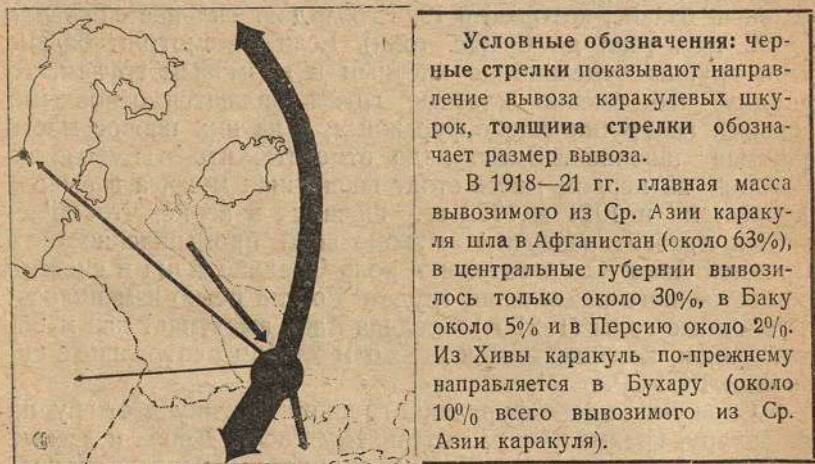 Условные обозначения: чер-
ные стрелки показывают направ-
ление вывоза каракулевых шку-
рок, толщииа стрелки обозна-
чает размер вывоза.
В 1918—21 гг. главная масса
вывозимого из Ср. Азии караку-
ля шла в Афганистан (около 63%),
в центральные губернии вывози-
лось только около 30%, в Баку
около 5% и в Персию около 2%.
Из Хивы каракуль по-прежнему
направляется в Бухару (около
10% всего вывозимого из Ср.
Азии каракуля).